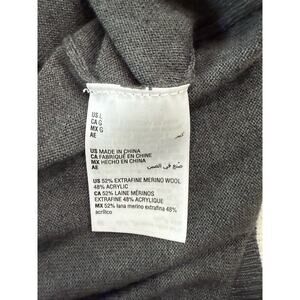 US L
CA G
MX G
AE كبير
US MADE IN CHINA
CA FABRIQUÉ EN CHINE
MX HECHO EN CHINA
AE صنع في الصين
US 52% EXTRAFINE MERINO WOOL
48% ACRYLIC
CA 52% LAINE MÉRINOS
EXTRAFINE 48% ACRYLIQUE
MX 52% lana merino extrafina 48%
acrílico